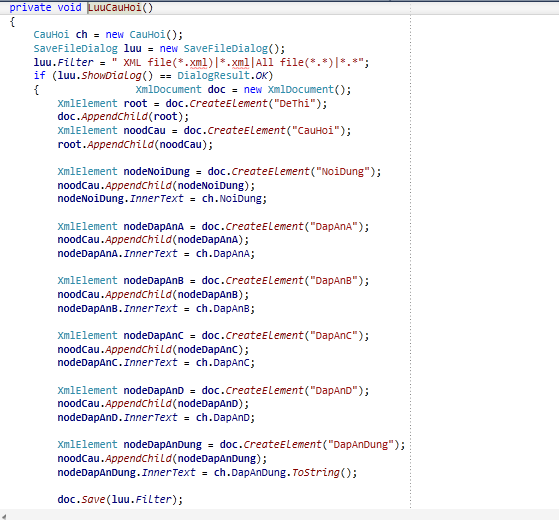 private void LuuCauHoi()
{
CauHoi ch = new CauHoi();
SaveFileDialog luu = new SaveFileDialog();
luu.Filter = " XML file(*.xml)|*.xml|All file(*.*)|*.*";
if (luu.ShowDialog() == DialogResult.OK)
{ XmlDocument doc = new XmlDocument();
XmlElement root = doc.CreateElement("DeThi");
doc.AppendChild(root);
XmlElement noodCau = doc.CreateElement("CauHoi");
root.AppendChild(noodCau);
XmlElement nodeNoiDung = doc.CreateElement("NoiDung");
noodCau.AppendChild(nodeNoiDung);
nodeNoiDung.InnerText = ch.NoiDung;
XmlElement nodeDapAnA = doc.CreateElement("DapAnA");
noodCau.AppendChild(nodeDapAnA);
nodeDapAnA.InnerText = ch.DapAnA;
XmlElement nodeDapAnB = doc.CreateElement("DapAnB");
noodCau.AppendChild(nodeDapAnB);
nodeDapAnB.InnerText = ch.DapAnB;
XmlElement nodeDapAnC = doc.CreateElement("DapAnC");
noodCau.AppendChild(nodeDapAnC);
nodeDapAnC.InnerText = ch.DapAnC;
XmlElement nodeDapAnD = doc.CreateElement("DapAnD");
noodCau.AppendChild(nodeDapAnD);
nodeDapAnD.InnerText = ch.DapAnD;
XmlElement nodeDapAnDung = doc.CreateElement("DapAnDung");
noodCau.AppendChild(nodeDapAnDung);
nodeDapAnDung.InnerText = ch.DapAnDung.ToString();
doc.Save(luu.Filter);